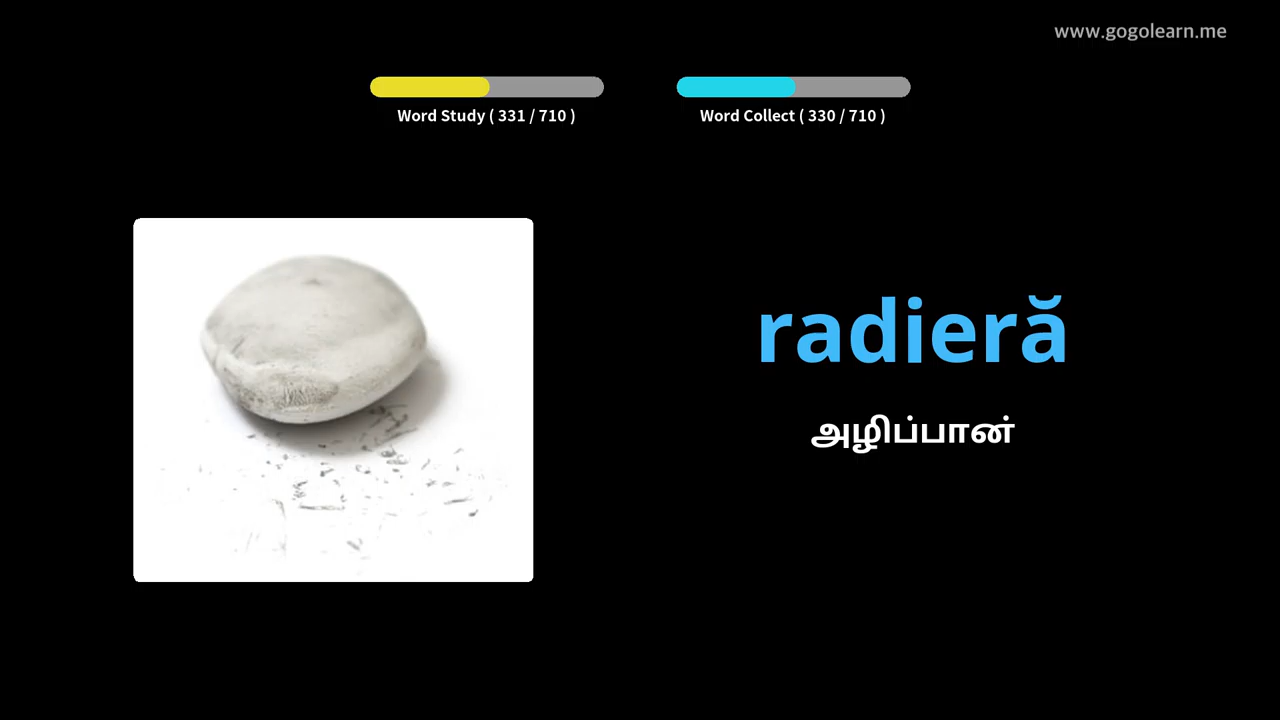 www.gogolearn.me
Word Study ( 331 / 710 )
Word Collect ( 330 / 710 )
radieră
அழிப்பான்